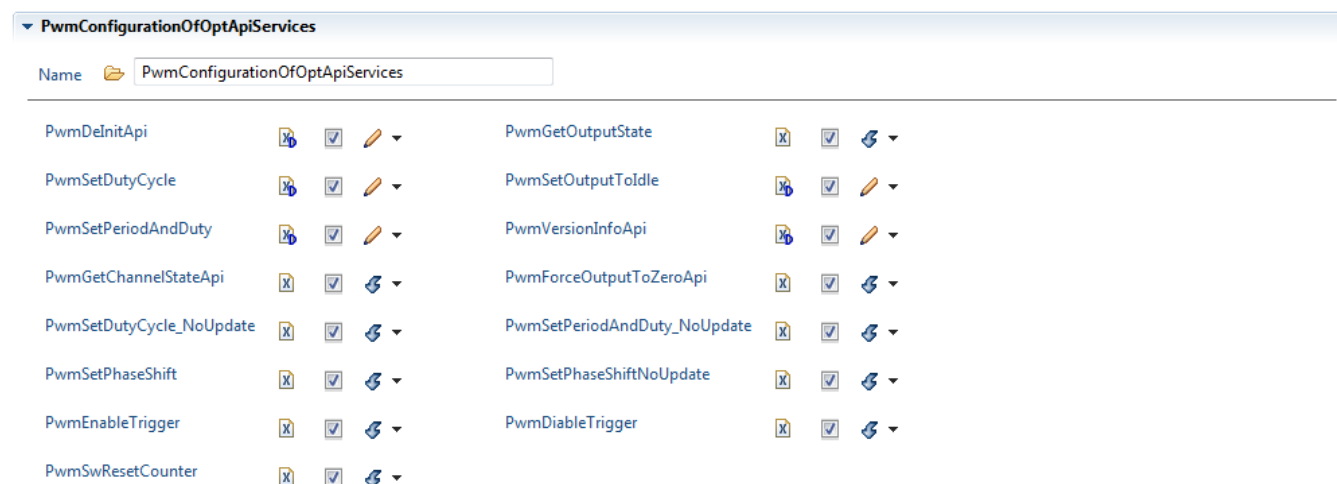 PwmConfigurationOfOptApiServices
Name PwmConfigurationOfOptApiServices
PwmDeInitApi PwmGetOutputState
PwmSetDutyCycle PwmSetOutputToIdle
PwmSetPeriodAndDuty PwmVersionInfoApi
PwmGetChannelStateApi PwmForceOutputToZeroApi
PwmSetDutyCycle_NoUpdate PwmSetPeriodAndDuty_NoUpdate
PwmSetPhaseShift PwmSetPhaseShiftNoUpdate
PwmEnableTrigger PwmDiableTrigger
PwmSwResetCounter